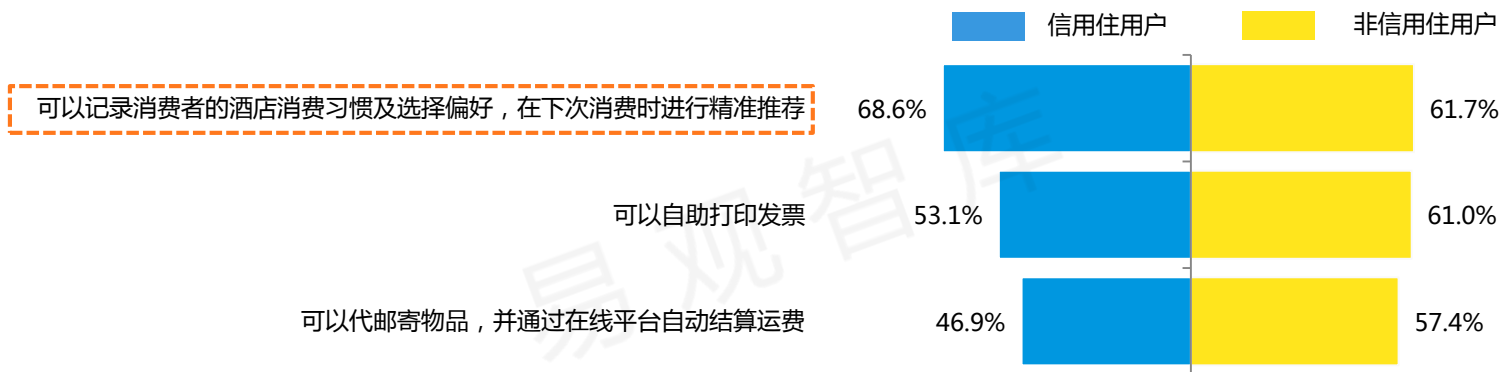 信用住用户 非信用住用户
可以记录消费者的酒店消费习惯及选择偏好，在下次消费时进行精准推荐 68.6% 61.7%
可以自助打印发票 53.1% 61.0%
可以代邮寄物品，并通过在线平台自动结算运费 46.9% 57.4%
易观智库